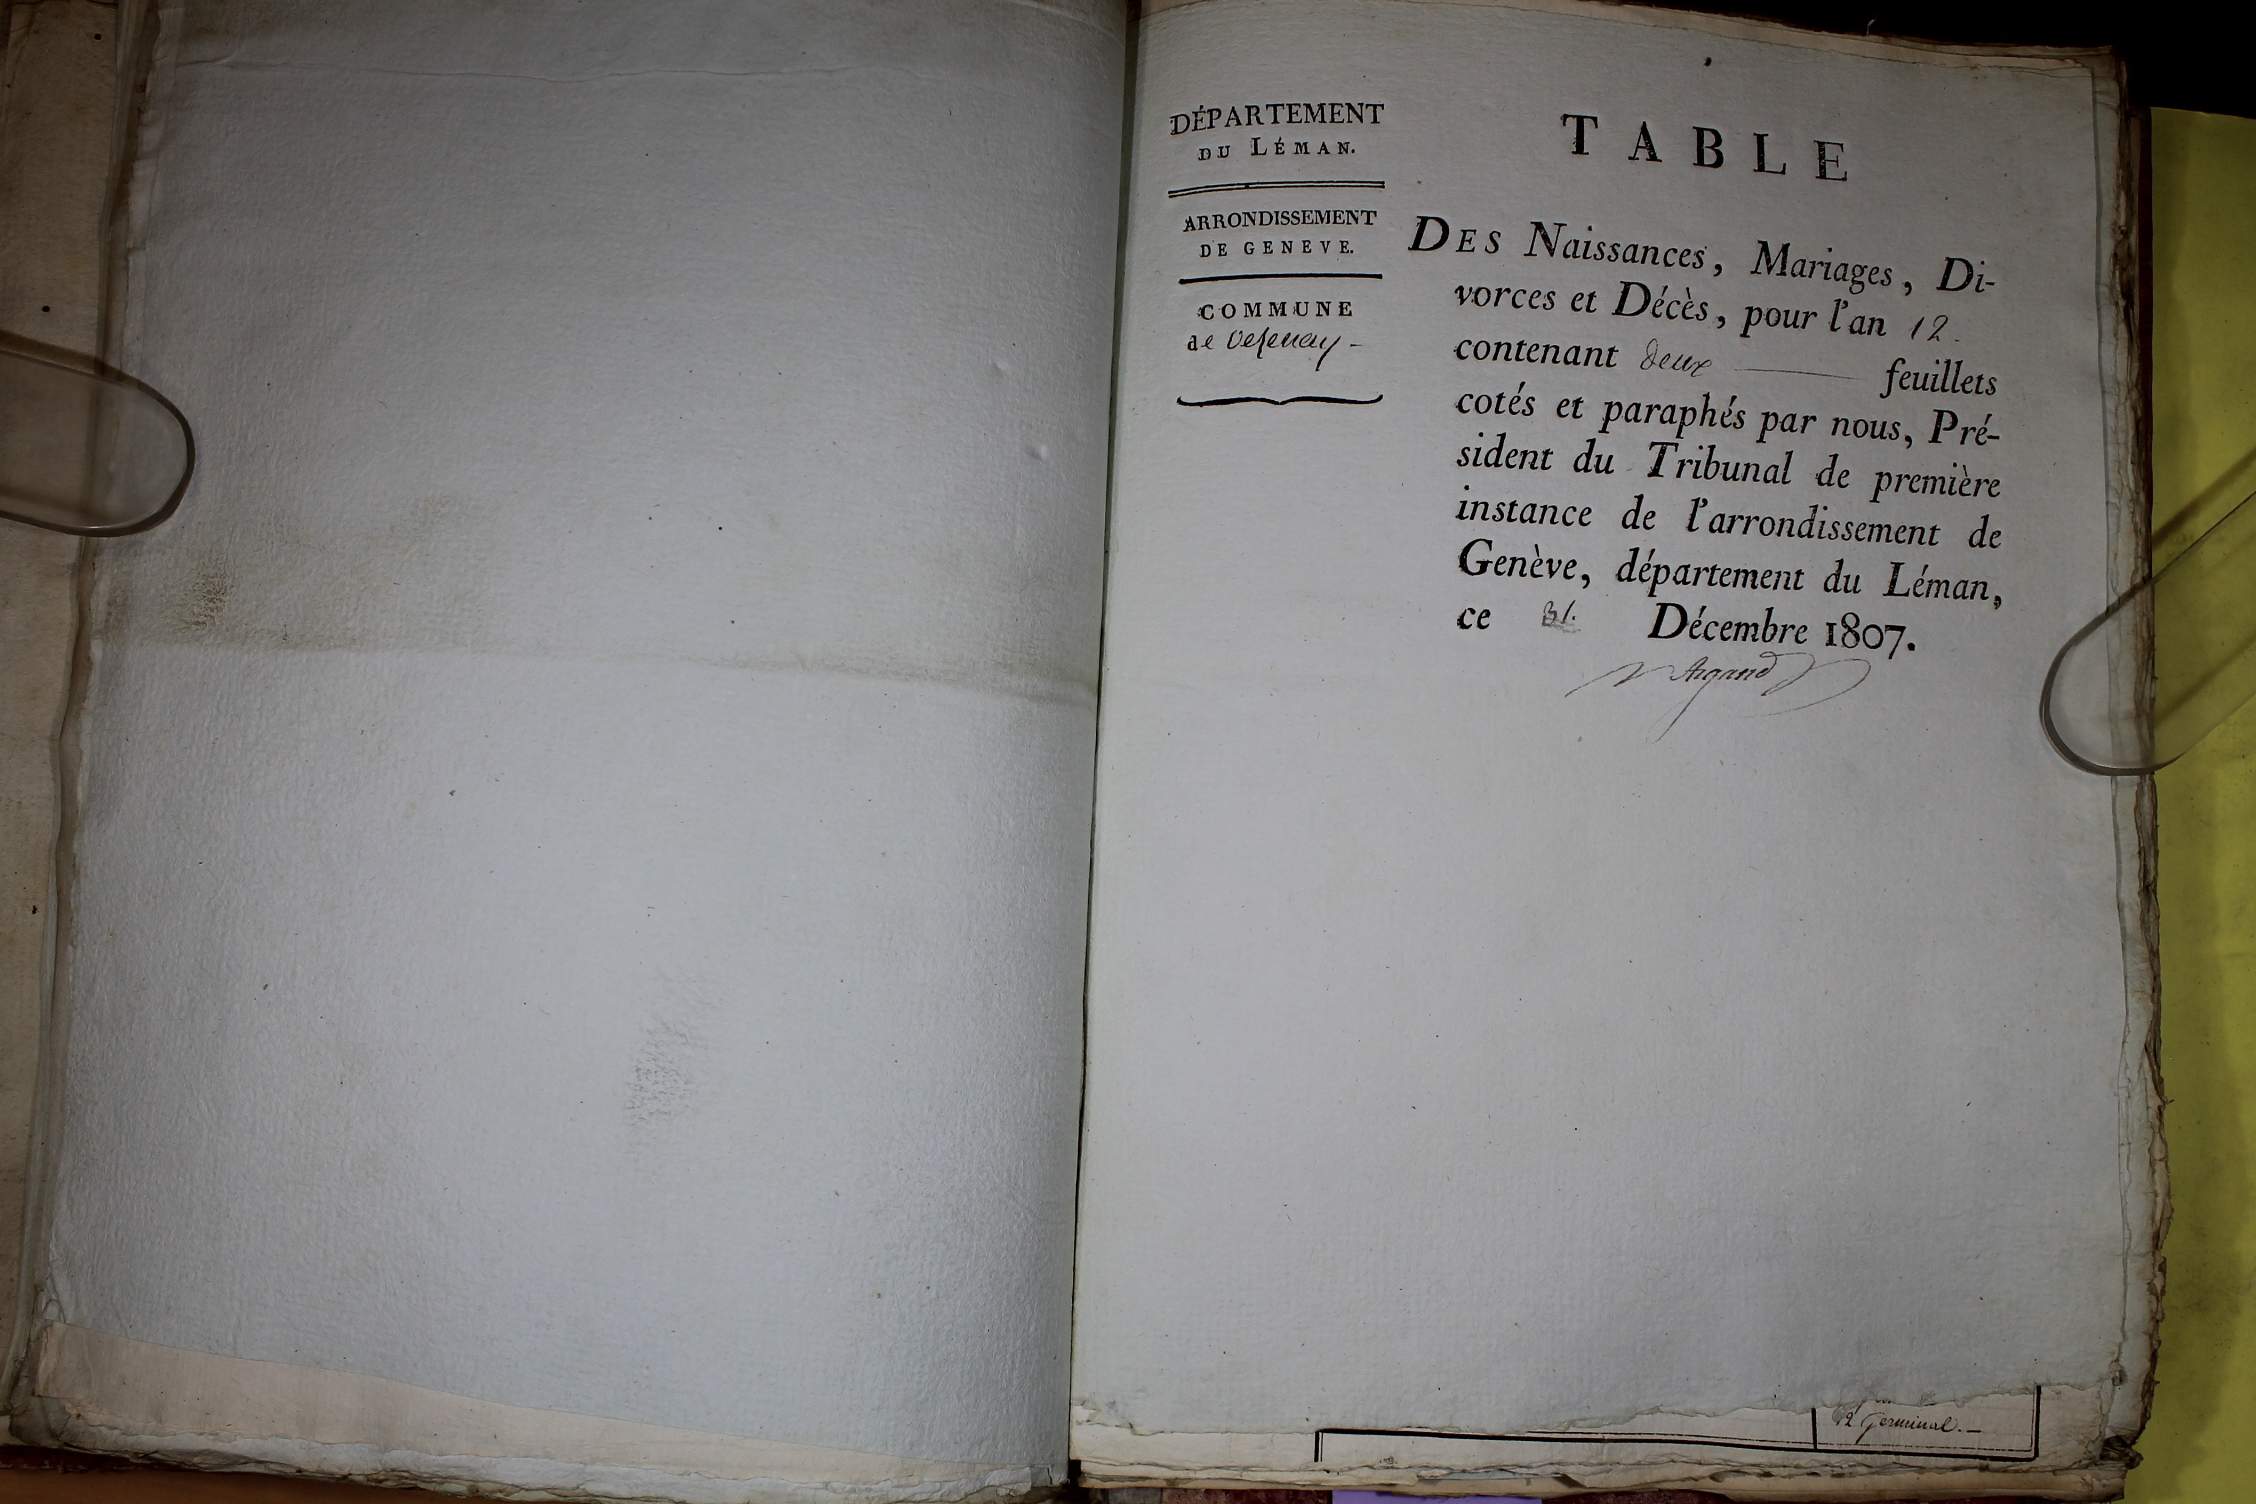 DÉPARTEMENT
DU LÉMAN.
ARRONDISSEMENT
DE GENEVE.
COMMUNE
de Vesenay -
TABLE
DES Naissances, Mariages, Di-
vorces et Décès, pour l'an 12.
contenant deux feuillets
cotés et paraphés par nous, Pré-
sident du Tribunal de première
instance de l'arrondissement de
Genève, département du Léman,
ce 31. Décembre 1807.
Argand
12 Germinal. -